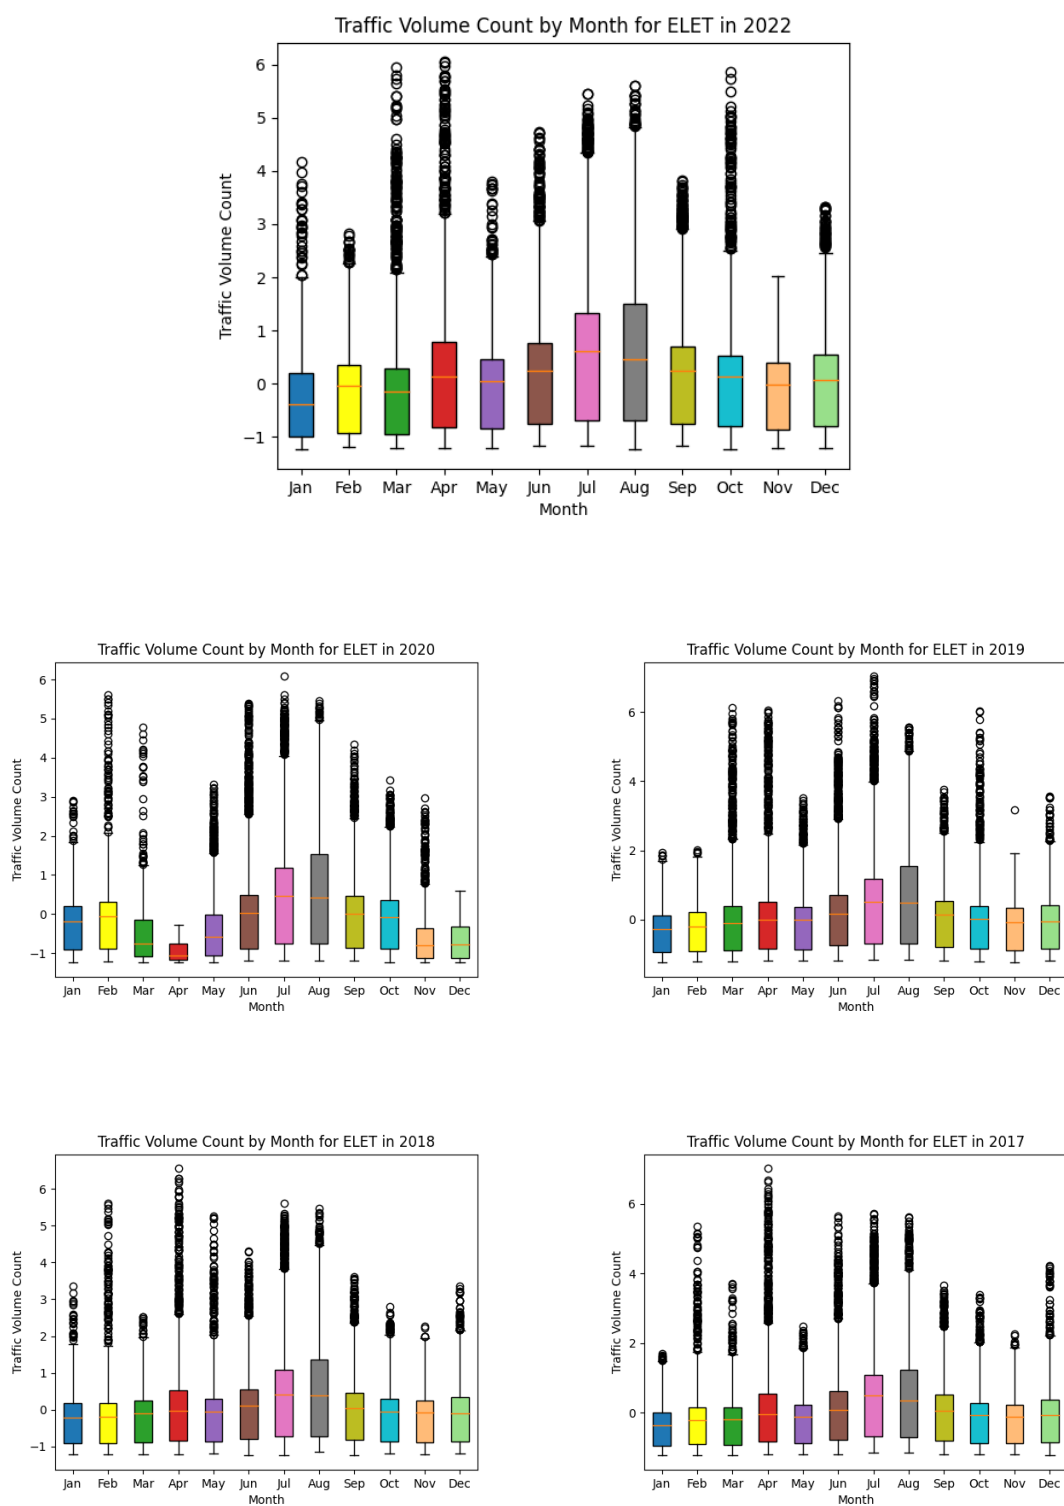 Traffic Volume Count by Month for ELET in 2022
Traffic Volume Count
6
5
4
3
2
1
0
−1
Jan Feb Mar Apr May Jun Jul Aug Sep Oct Nov Dec
Month
Traffic Volume Count by Month for ELET in 2020
Traffic Volume Count
6
5
4
3
2
1
0
−1
Jan Feb Mar Apr May Jun Jul Aug Sep Oct Nov Dec
Month
Traffic Volume Count by Month for ELET in 2019
Traffic Volume Count
6
4
2
0
Jan Feb Mar Apr May Jun Jul Aug Sep Oct Nov Dec
Month
Traffic Volume Count by Month for ELET in 2018
Traffic Volume Count
6
5
4
3
2
1
0
−1
Jan Feb Mar Apr May Jun Jul Aug Sep Oct Nov Dec
Month
Traffic Volume Count by Month for ELET in 2017
Traffic Volume Count
6
4
2
0
Jan Feb Mar Apr May Jun Jul Aug Sep Oct Nov Dec
Month